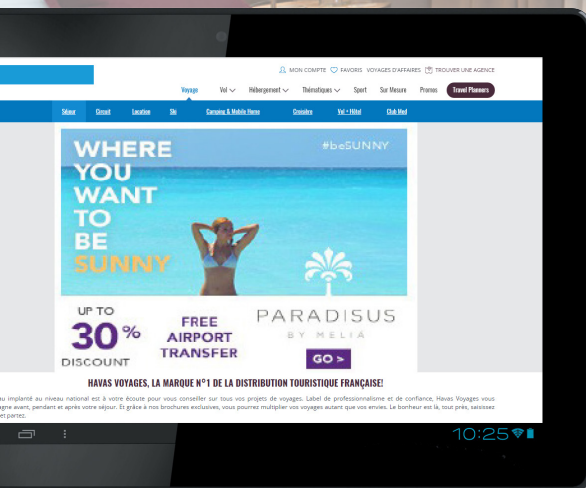 MON COMPTE FAVORIS VOYAGES D'AFFAIRES TROUVER UNE AGENCE
Voyage Vol Hébergement Thématiques Sport Sur Mesure Promos Travel Planners
Séjour Circuit Location Ski Camping & Mobile Home Croisière Vol + Hôtel Club Med
WHERE
YOU
WANT
TO
BE
SUNNY
#beSUNNY
UP TO
30%
DISCOUNT
FREE
AIRPORT
TRANSFER
PARADISUS
BY MELIÁ
GO >
HAVAS VOYAGES, LA MARQUE N°1 DE LA DISTRIBUTION TOURISTIQUE FRANÇAISE!
au implanté au niveau national est à votre écoute pour vous conseiller sur tous vos projets de voyages. Label de professionnalisme et de confiance, Havas Voyages vous
agne avant, pendant et après votre séjour. Et grâce à nos brochures exclusives, vous pourrez multiplier vos voyages autant que vos envies. Le bonheur est là, tout près, saisissez
et partez.
10:25